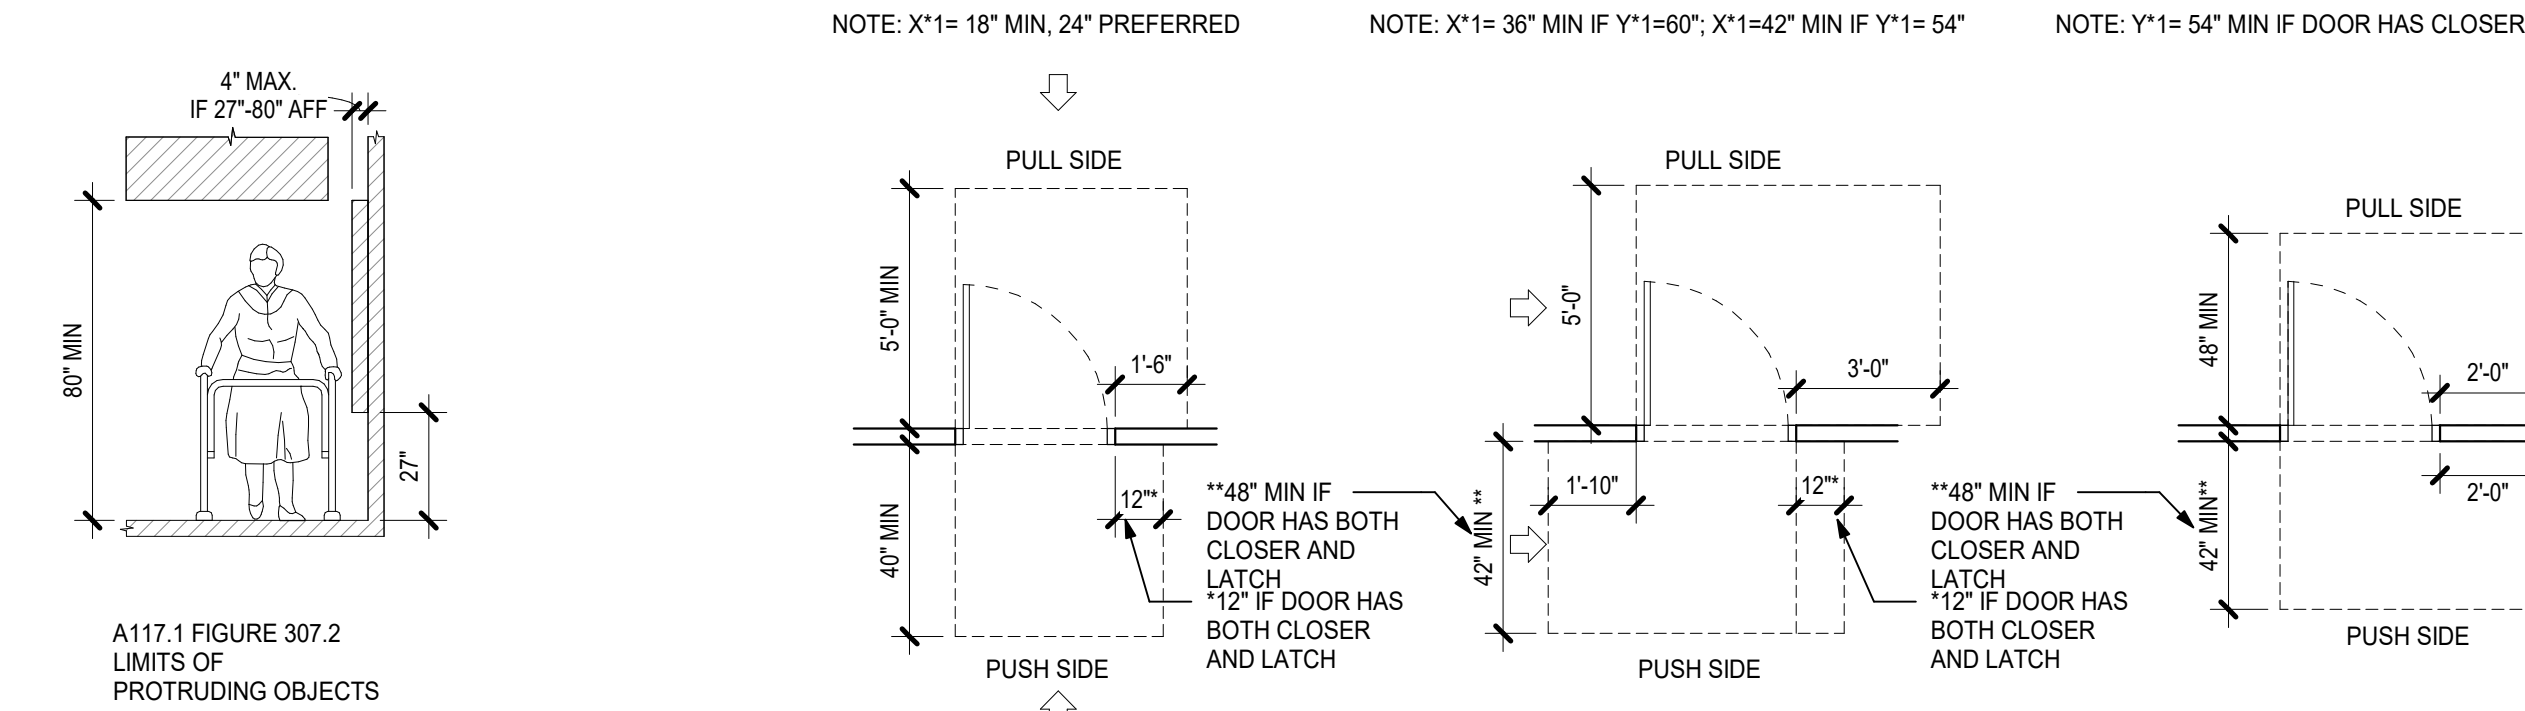 NOTE: X*1= 18" MIN, 24" PREFERRED
NOTE: X*1= 36" MIN IF Y*1=60"; X*1=42" MIN IF Y*1= 54"
NOTE: Y*1= 54" MIN IF DOOR HAS CLOSER
4" MAX.
IF 27"-80" AFF
80" MIN
27"
A117.1 FIGURE 307.2
LIMITS OF
PROTRUDING OBJECTS
PULL SIDE
5'-0" MIN
1'-6"
12"*
40" MIN
PUSH SIDE
**48" MIN IF
DOOR HAS BOTH
CLOSER AND
LATCH
*12" IF DOOR HAS
BOTH CLOSER
AND LATCH
PULL SIDE
5'-0"
3'-0"
1'-10"
12"*
42" MIN **
PUSH SIDE
**48" MIN IF
DOOR HAS BOTH
CLOSER AND
LATCH
*12" IF DOOR HAS
BOTH CLOSER
AND LATCH
PULL SIDE
48" MIN
2'-0"
2'-0"
42" MIN**
PUSH SIDE